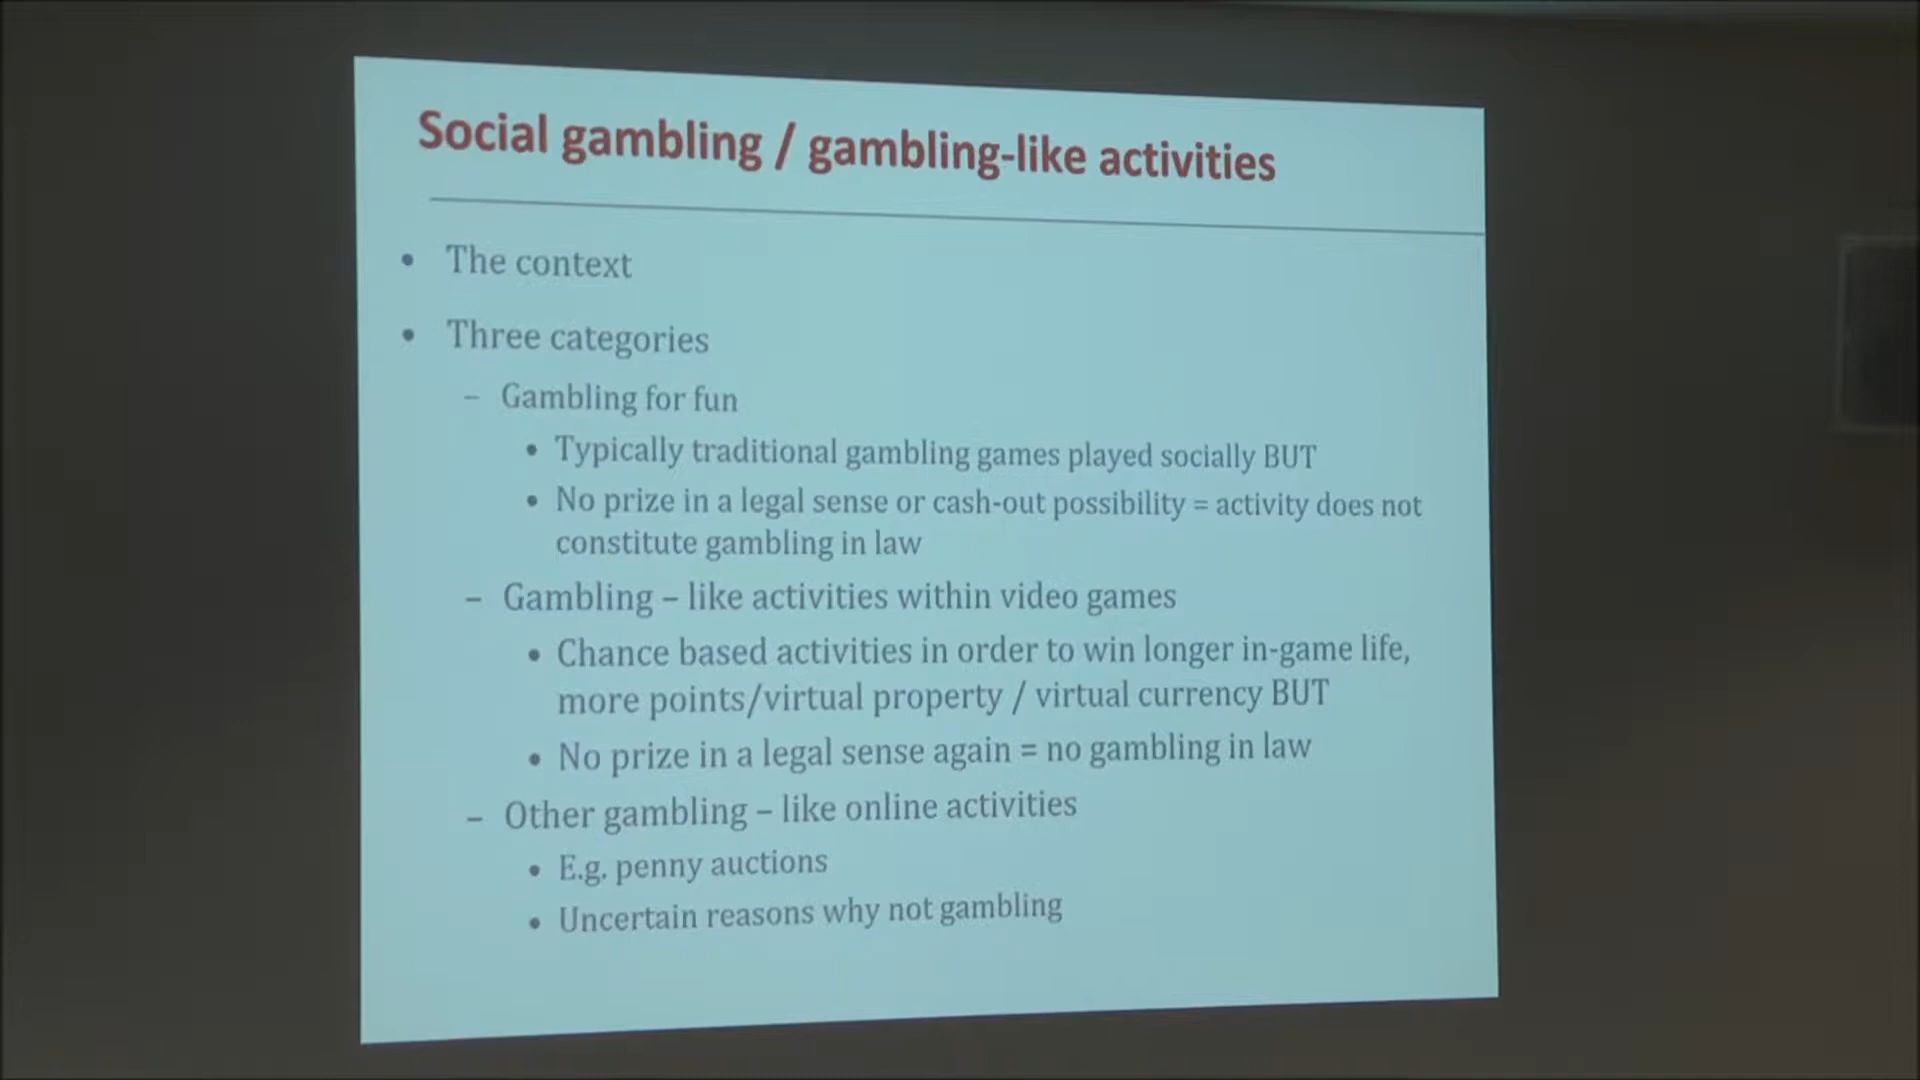 Social gambling / gambling-like activities
• The context
• Three categories
– Gambling for fun
• Typically traditional gambling games played socially BUT
• No prize in a legal sense or cash-out possibility = activity does not
constitute gambling in law
– Gambling – like activities within video games
• Chance based activities in order to win longer in-game life,
more points/virtual property / virtual currency BUT
• No prize in a legal sense again = no gambling in law
– Other gambling – like online activities
• E.g. penny auctions
• Uncertain reasons why not gambling